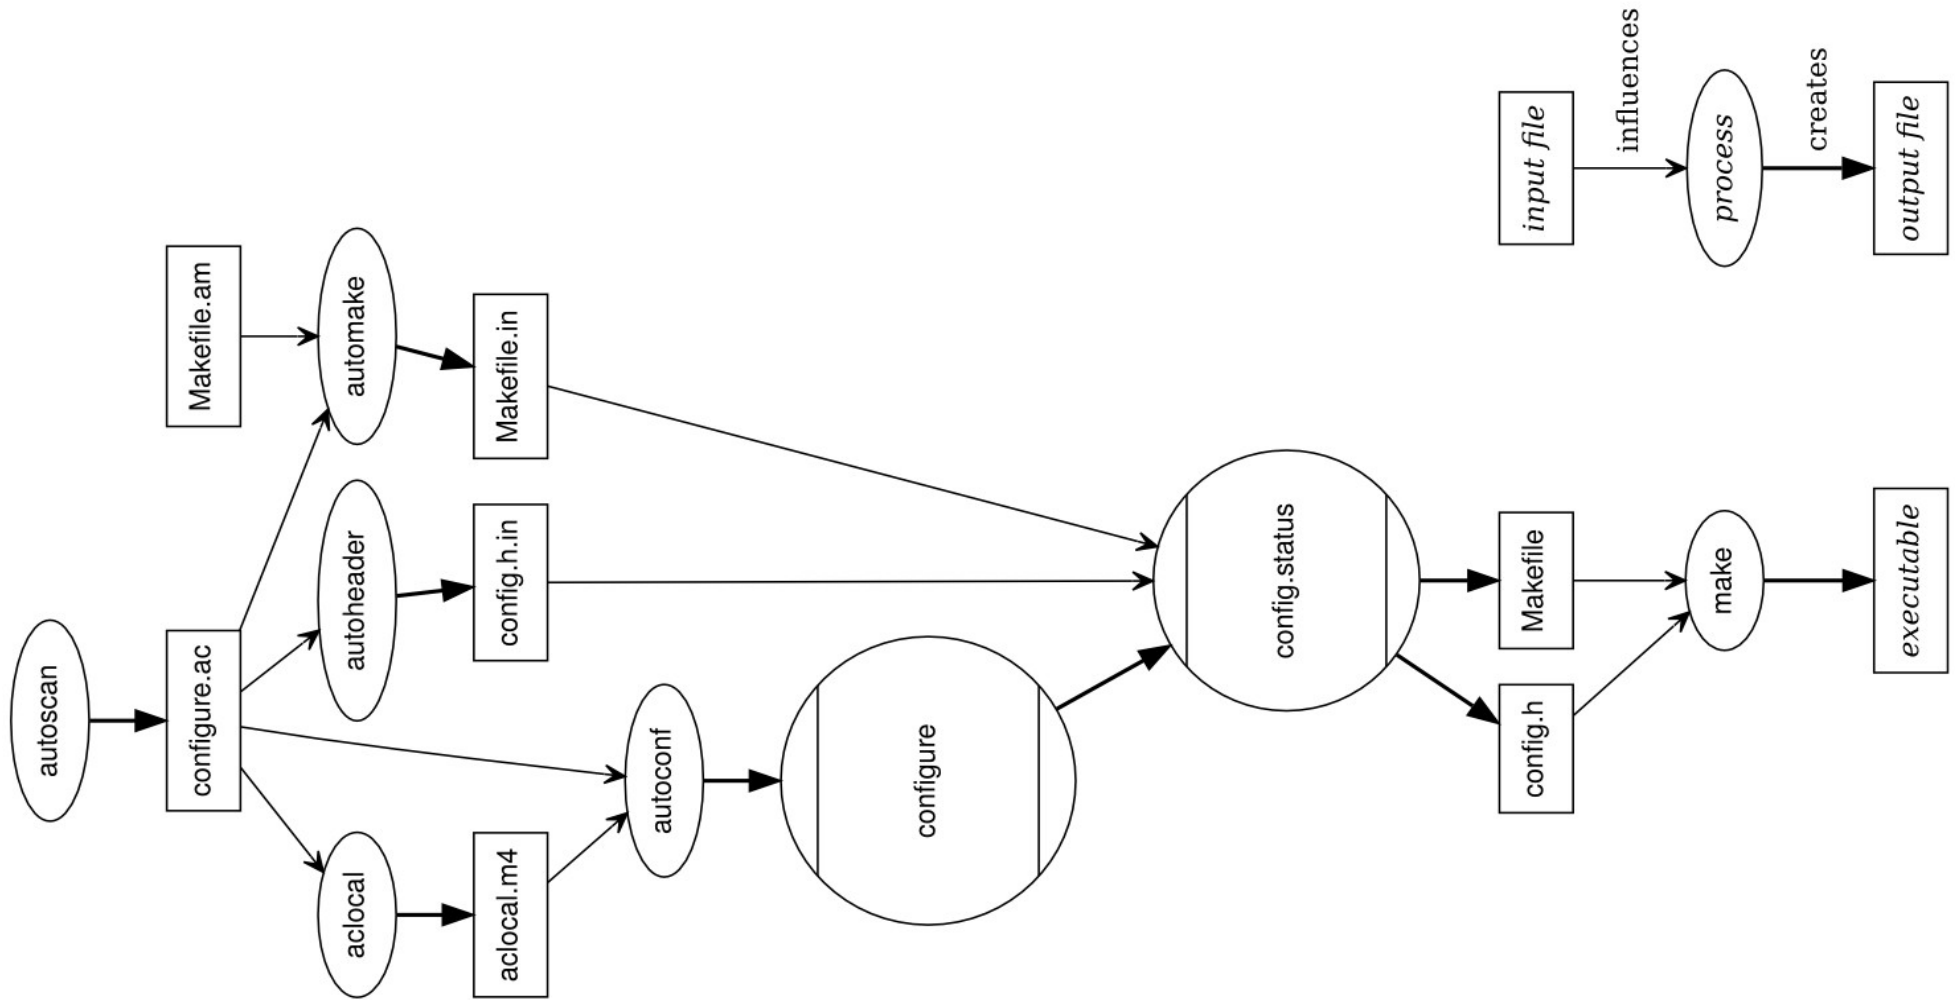 autoscan
configure.ac
Makefile.am
aclocal
autoheader
automake
aclocal.m4
config.h.in
Makefile.in
autoconf
configure
config.status
config.h
Makefile
make
executable
input file
influences
process
creates
output file